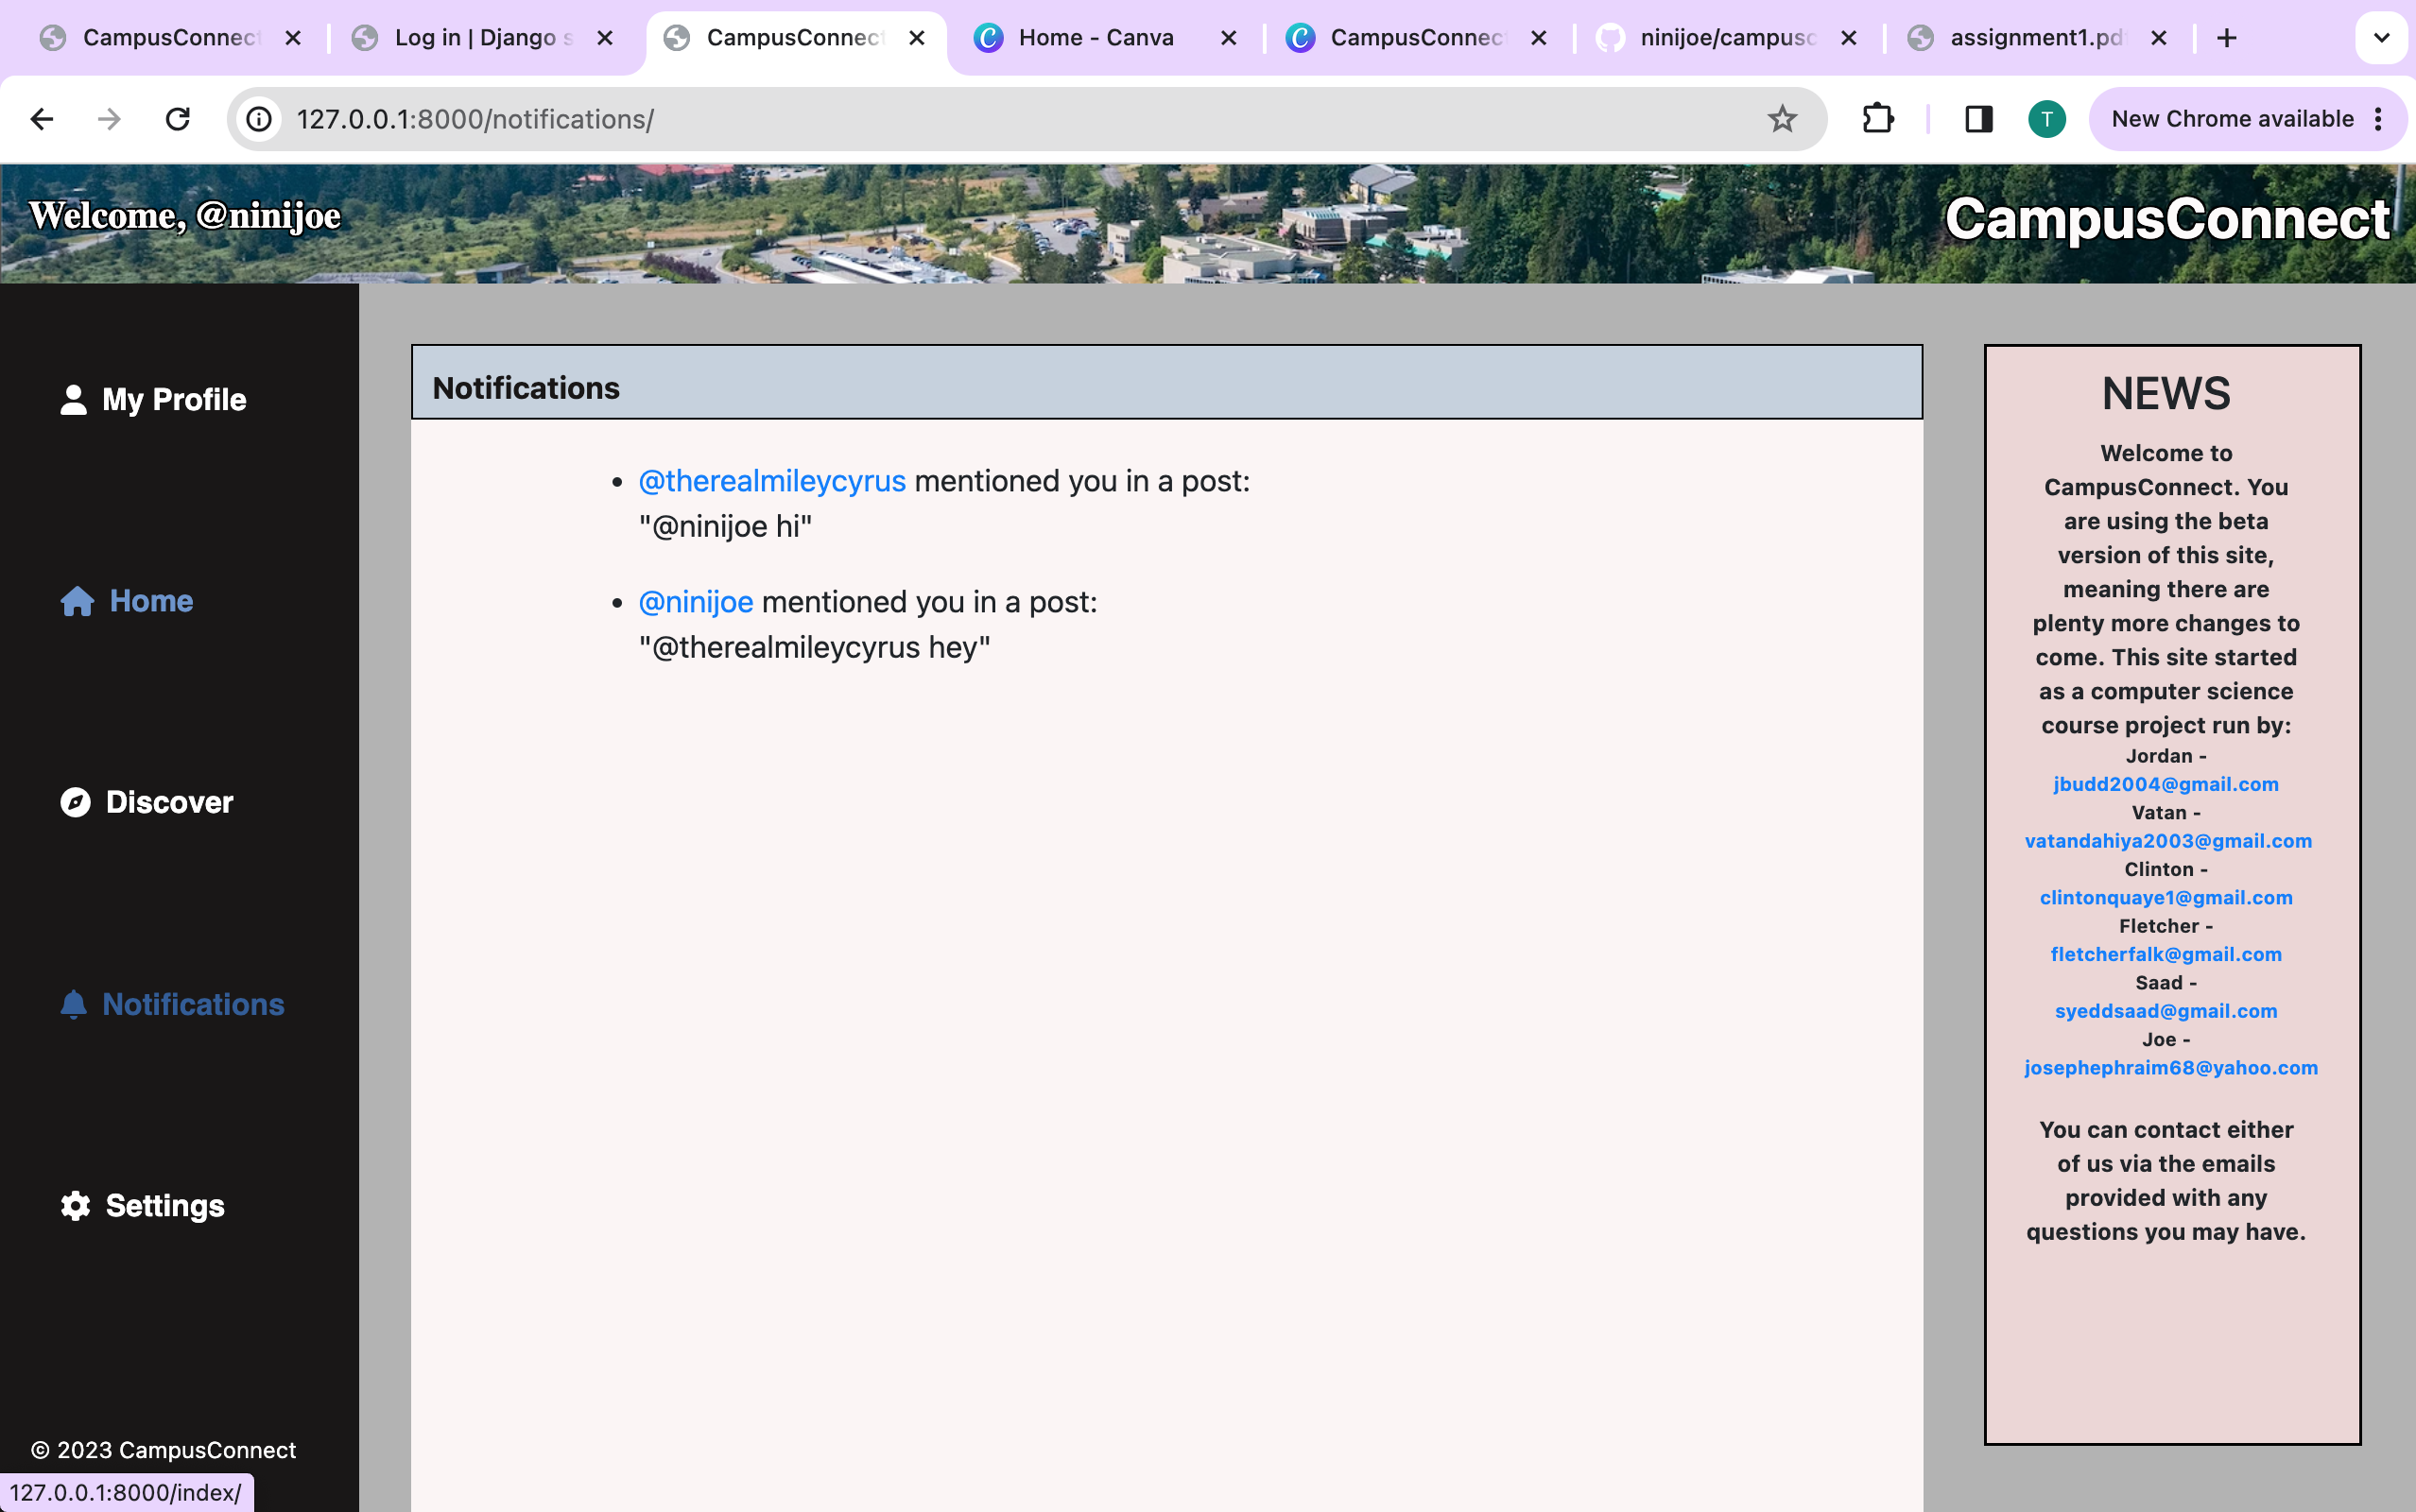 CampusConnect
Log in | Django s
CampusConnect
Home - Canva
CampusConnec
ninijoe/campusc
assignment1.pd
127.0.0.1:8000/notifications/
T
New Chrome available
Welcome, @ninijoe
CampusConnect
My Profile
Home
Discover
Notifications
Settings
© 2023 CampusConnect
127.0.0.1:8000/index/
Notifications
@therealmileycyrus mentioned you in a post:
"@ninijoe hi"
@ninijoe mentioned you in a post:
"@therealmileycyrus hey"
NEWS
Welcome to
CampusConnect. You
are using the beta
version of this site,
meaning there are
plenty more changes to
come. This site started
as a computer science
course project run by:
Jordan -
jbudd2004@gmail.com
Vatan -
vatandahiya2003@gmail.com
Clinton -
clintonquaye1@gmail.com
Fletcher -
fletcherfalk@gmail.com
Saad -
syeddsaad@gmail.com
Joe -
josephephraim68@yahoo.com
You can contact either
of us via the emails
provided with any
questions you may have.